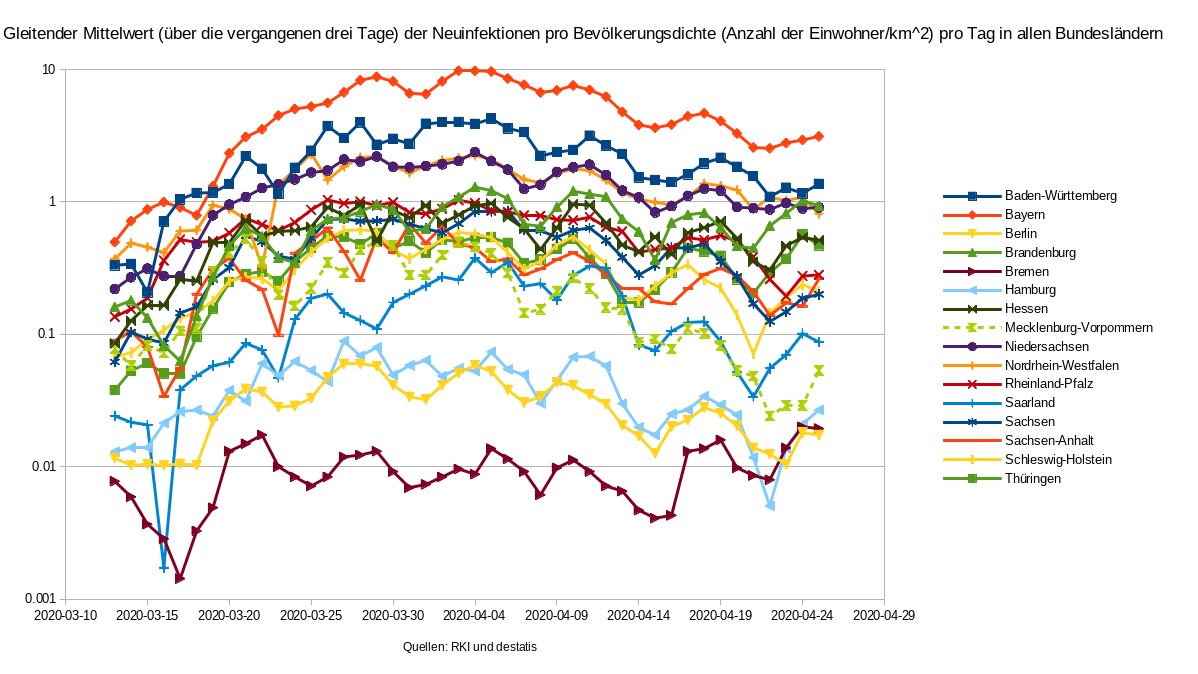 Gleitender Mittelwert (über die vergangenen drei Tage) der Neuinfektionen pro Bevölkerungsdichte (Anzahl der Einwohner/km^2) pro Tag in allen Bundesländern
10
1
0.1
0.01
0.001
2020-03-10 2020-03-15 2020-03-20 2020-03-25 2020-03-30 2020-04-04 2020-04-09 2020-04-14 2020-04-19 2020-04-24 2020-04-29
Quellen: RKI und destatis
Baden-Württemberg
Bayern
Berlin
Brandenburg
Bremen
Hamburg
Hessen
Mecklenburg-Vorpommern
Niedersachsen
Nordrhein-Westfalen
Rheinland-Pfalz
Saarland
Sachsen
Sachsen-Anhalt
Schleswig-Holstein
Thüringen